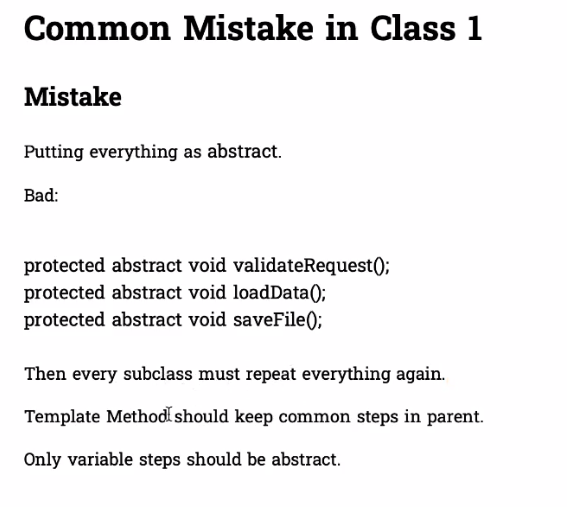 Common Mistake in Class 1
Mistake
Putting everything as abstract.
Bad:
protected abstract void validateRequest();
protected abstract void loadData();
protected abstract void saveFile();
Then every subclass must repeat everything again.
Template Method should keep common steps in parent.
Only variable steps should be abstract.